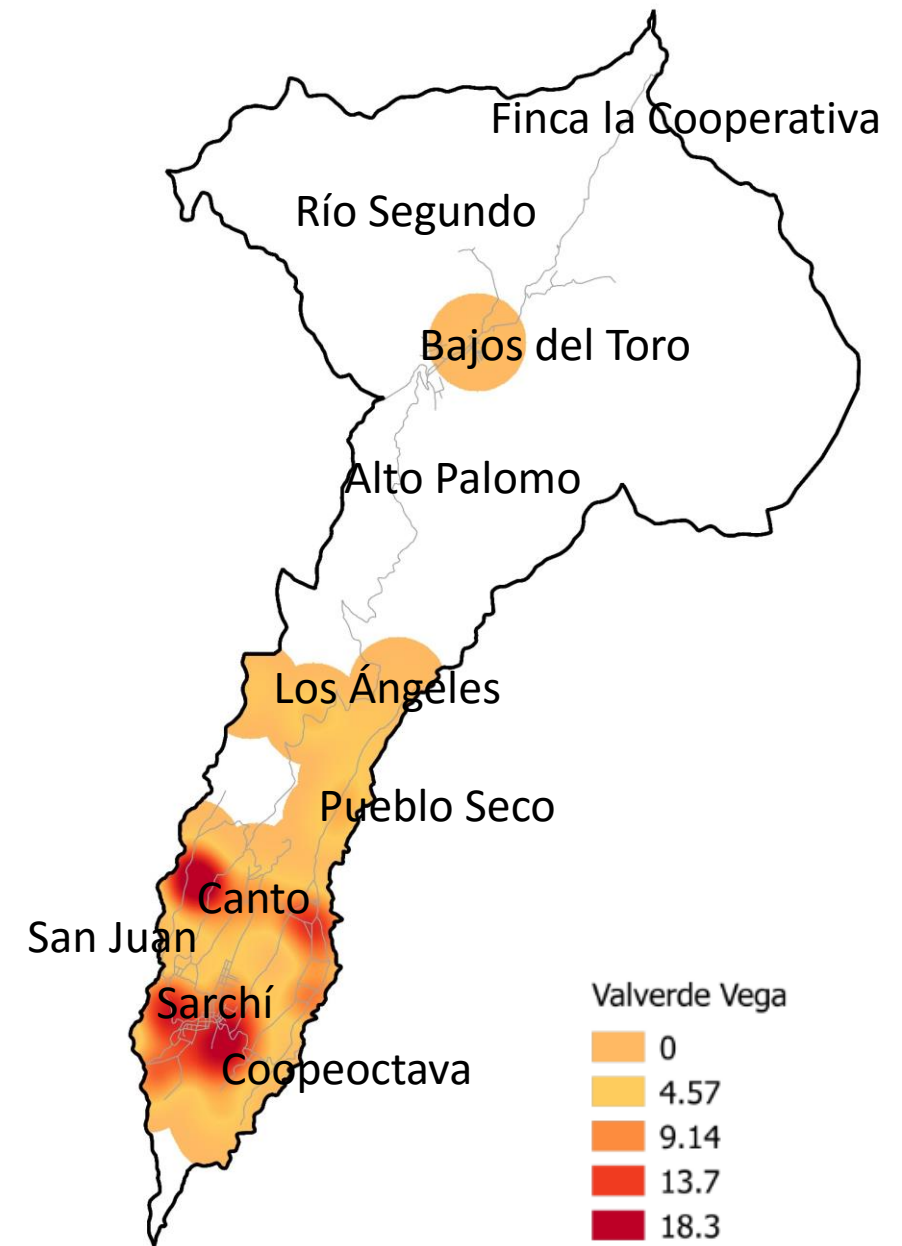 Finca la Cooperativa
Río Segundo
Bajos del Toro
Alto Palomo
Los Ángeles
Pueblo Seco
Canto
San Juan
Sarchí
Coopeoctava
Valverde Vega
0
4.57
9.14
13.7
18.3